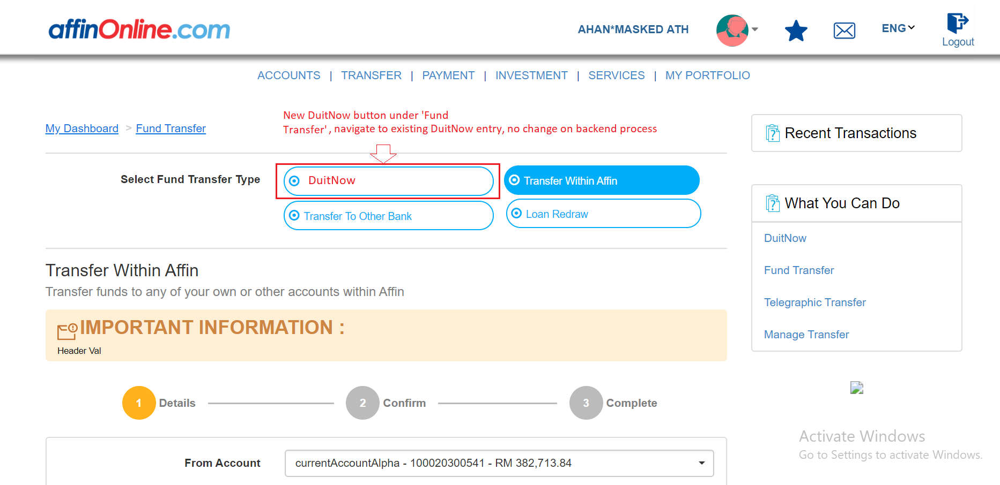 affinOnline.com
AHAN*MASKED ATH
ENG
Logout
ACCOUNTS | TRANSFER | PAYMENT | INVESTMENT | SERVICES | MY PORTFOLIO
My Dashboard > Fund Transfer
New DuitNow button under 'Fund
Transfer', navigate to existing DuitNow entry, no change on backend process
Select Fund Transfer Type
DuitNow
Transfer Within Affin
Transfer To Other Bank
Loan Redraw
Transfer Within Affin
Transfer funds to any of your own or other accounts within Affin
IMPORTANT INFORMATION :
Header Val
1 Details
2 Confirm
3 Complete
From Account
currentAccountAlpha - 100020300541 - RM 382,713.84
Recent Transactions
What You Can Do
DuitNow
Fund Transfer
Telegraphic Transfer
Manage Transfer
Activate Windows
Go to Settings to activate Windows.